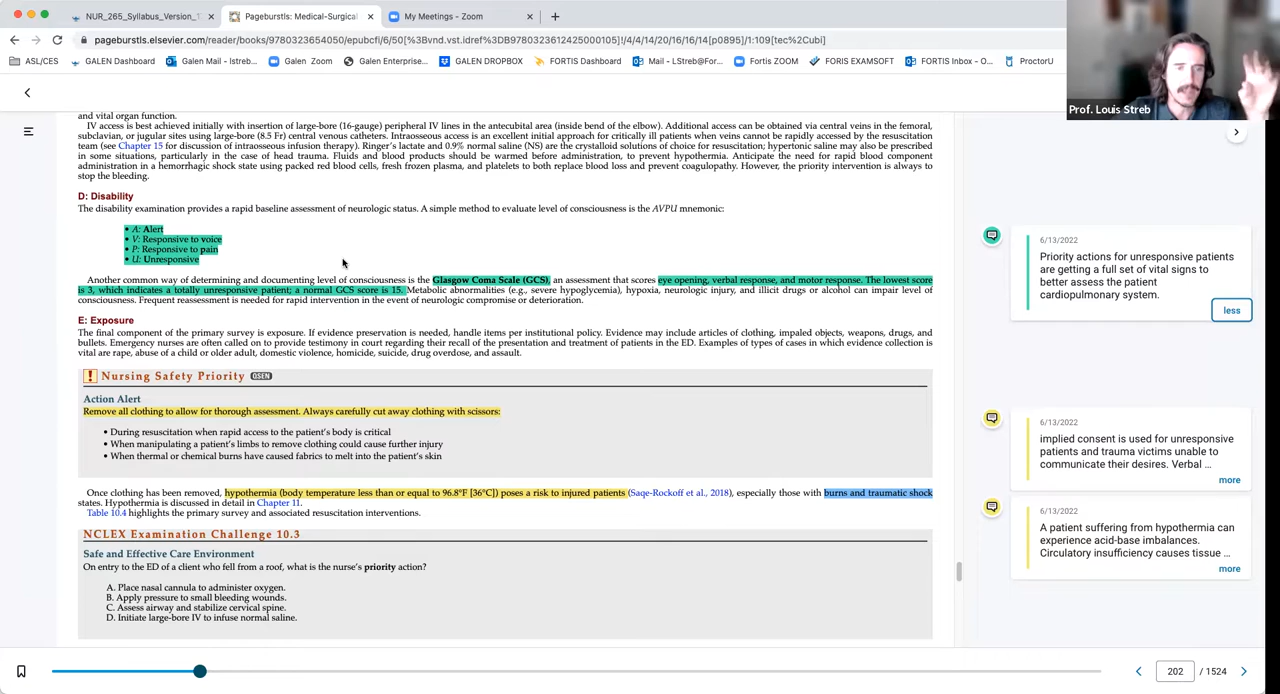 NUR_265_Syllabus_Version_T
Pageburstls: Medical-Surgical
My Meetings - Zoom
pageburstls.elsevier.com/reader/books/9780323654050/epubcfi/6/50[%3Bvnd.vst.idref%3DB9780323612425000105]!/4/4/14/20/16/16/14[p0895]/1:109[tec%2Cubi]
ASL/CES
GALEN Dashboard
Galen Mail - lstreb...
Galen Zoom
Galen Enterprise...
GALEN DROPBOX
FORTIS Dashboard
Mail - LStreb@For...
Fortis ZOOM
FORIS EXAMSOFT
FORTIS Inbox - O...
ProctorU
Prof. Louis Streb
and vital organ function.
IV access is best achieved initially with insertion of large-bore (16-gauge) peripheral IV lines in the antecubital area (inside bend of the elbow). Additional access can be obtained via central veins in the femoral,
subclavian, or jugular sites using large-bore (8.5 Fr) central venous catheters. Intraosseous access is an excellent initial approach for critically ill patients when veins cannot be rapidly accessed by the resuscitation
team (see Chapter 15 for discussion of intraosseous infusion therapy). Ringer's lactate and 0.9% normal saline (NS) are the crystalloid solutions of choice for resuscitation; hypertonic saline may also be prescribed
in some situations, particularly in the case of head trauma. Fluids and blood products should be warmed before administration, to prevent hypothermia. Anticipate the need for rapid blood component
administration in a hemorrhagic shock state using packed red blood cells, fresh frozen plasma, and platelets to both replace blood loss and prevent coagulopathy. However, the priority intervention is always to
stop the bleeding.
D: Disability
The disability examination provides a rapid baseline assessment of neurologic status. A simple method to evaluate level of consciousness is the AVPU mnemonic:
• A: Alert
• V: Responsive to voice
• P: Responsive to pain
• U: Unresponsive
Another common way of determining and documenting level of consciousness is the Glasgow Coma Scale (GCS), an assessment that scores eye opening, verbal response, and motor response. The lowest score
is 3, which indicates a totally unresponsive patient; a normal GCS score is 15. Metabolic abnormalities (e.g., severe hypoglycemia), hypoxia, neurologic injury, and illicit drugs or alcohol can impair level of
consciousness. Frequent reassessment is needed for rapid intervention in the event of neurologic compromise or deterioration.
E: Exposure
The final component of the primary survey is exposure. If evidence preservation is needed, handle items per institutional policy. Evidence may include articles of clothing, impaled objects, weapons, drugs, and
bullets. Emergency nurses are often called on to provide testimony in court regarding their recall of the presentation and treatment of patients in the ED. Examples of types of cases in which evidence collection is
vital are rape, abuse of a child or older adult, domestic violence, homicide, suicide, drug overdose, and assault.
! Nursing Safety Priority QSEN
Action Alert
Remove all clothing to allow for thorough assessment. Always carefully cut away clothing with scissors:
• During resuscitation when rapid access to the patient's body is critical
• When manipulating a patient's limbs to remove clothing could cause further injury
• When thermal or chemical burns have caused fabrics to melt into the patient's skin
Once clothing has been removed, hypothermia (body temperature less than or equal to 96.8°F [36°C]) poses a risk to injured patients (Saqe-Rockoff et al., 2018), especially those with burns and traumatic shock
states. Hypothermia is discussed in detail in Chapter 11.
Table 10.4 highlights the primary survey and associated resuscitation interventions.
NCLEX Examination Challenge 10.3
Safe and Effective Care Environment
On entry to the ED of a client who fell from a roof, what is the nurse's priority action?
A. Place nasal cannula to administer oxygen.
B. Apply pressure to small bleeding wounds.
C. Assess airway and stabilize cervical spine.
D. Initiate large-bore IV to infuse normal saline.
6/13/2022
Priority actions for unresponsive patients
are getting a full set of vital signs to
better assess the patient
cardiopulmonary system.
less
6/13/2022
implied consent is used for unresponsive
patients and trauma victims unable to
communicate their desires. Verbal ...
more
6/13/2022
A patient suffering from hypothermia can
experience acid-base imbalances.
Circulatory insufficiency causes tissue ...
more
202 / 1524